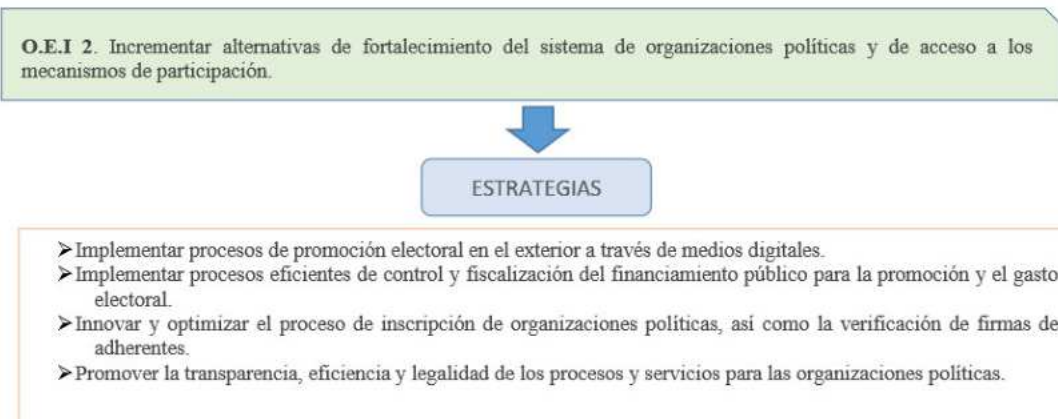 O.E.I 2. Incrementar alternativas de fortalecimiento del sistema de organizaciones políticas y de acceso a los
mecanismos de participación.
ESTRATEGIAS
➢Implementar procesos de promoción electoral en el exterior a través de medios digitales.
➢Implementar procesos eficientes de control y fiscalización del financiamiento público para la promoción y el gasto
electoral.
➢Innovar y optimizar el proceso de inscripción de organizaciones políticas, así como la verificación de firmas de
adherentes.
➢Promover la transparencia, eficiencia y legalidad de los procesos y servicios para las organizaciones políticas.